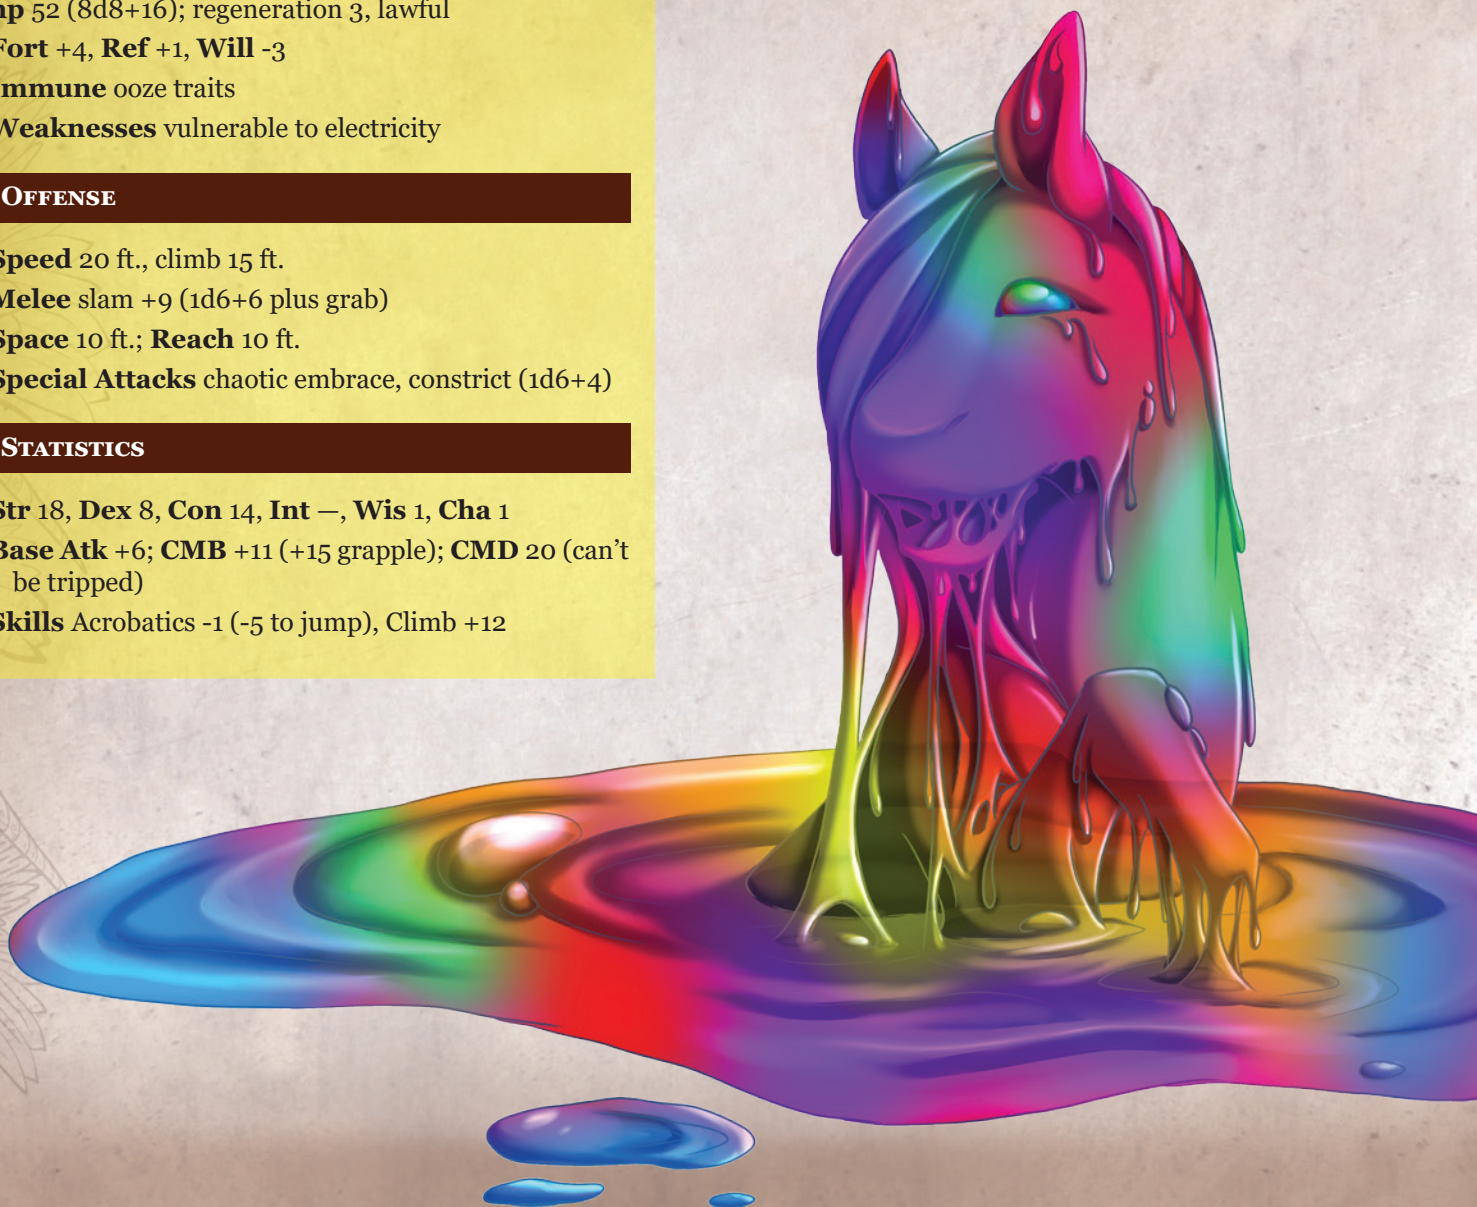 hp 52 (8d8+16); regeneration 3, lawful
Fort +4, Ref +1, Will -3
Immune ooze traits
Weaknesses vulnerable to electricity
Offense
Speed 20 ft., climb 15 ft.
Melee slam +9 (1d6+6 plus grab)
Space 10 ft.; Reach 10 ft.
Special Attacks chaotic embrace, constrict (1d6+4)
Statistics
Str 18, Dex 8, Con 14, Int —, Wis 1, Cha 1
Base Atk +6; CMB +11 (+15 grapple); CMD 20 (can’t
be tripped)
Skills Acrobatics -1 (-5 to jump), Climb +12